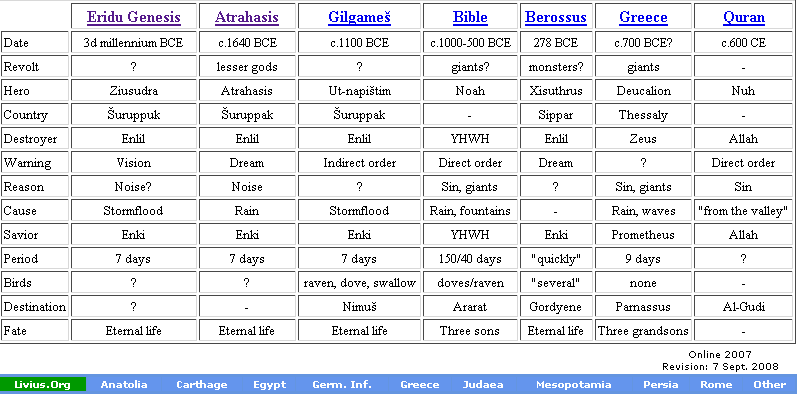 Eridu Genesis Atrahasis Gilgameš Bible Berossus Greece Quran
Date 3d millennium BCE c.1640 BCE c.1100 BCE c.1000-500 BCE 278 BCE c.700 BCE? c.600 CE
Revolt ? lesser gods ? giants? monsters? giants -
Hero Ziusudra Atrahasis Ut-napištim Noah Xisuthrus Deucalion Nuh
Country Šuruppuk Šuruppak Šuruppak - Sippar Thessaly -
Destroyer Enlil Enlil Enlil YHWH Enlil Zeus Allah
Warning Vision Dream Indirect order Direct order Dream ? Direct order
Reason Noise? Noise ? Sin, giants ? Sin, giants Sin
Cause Stormflood Rain Stormflood Rain, fountains - Rain, waves "from the valley"
Savior Enki Enki Enki YHWH Enki Prometheus Allah
Period 7 days 7 days 7 days 150/40 days "quickly" 9 days ?
Birds ? ? raven, dove, swallow doves/raven "several" none -
Destination ? - Nimuš Ararat Gordyene Parnassus Al-Gudi
Fate Eternal life Eternal life Eternal life Three sons Eternal life Three grandsons -
Online 2007
Revision: 7 Sept. 2008
Livius.Org Anatolia Carthage Egypt Germ. Inf. Greece Judaea Mesopotamia Persia Rome Other